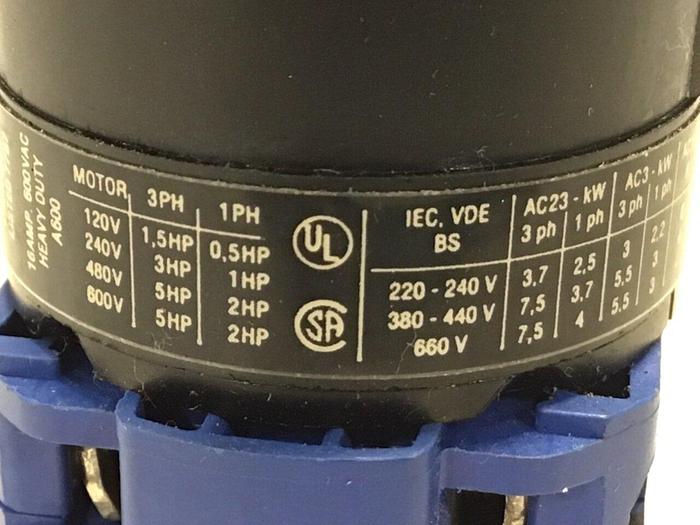 16AMP. 600VAC
HEAVY DUTY
A600
MOTOR 3PH 1PH
120V 1,5HP 0,5HP
240V 3HP 1HP
480V 5HP 2HP
600V 5HP 2HP
UL
SA
IEC, VDE
BS
AC23 - kW
3 ph 1 ph
AC3 - kW
3 ph 1 ph
220 - 240 V 3,7 2,5 3 2,2
380 - 440 V 7,5 3,7 5,5 3
660 V 7,5 4 5,5 3